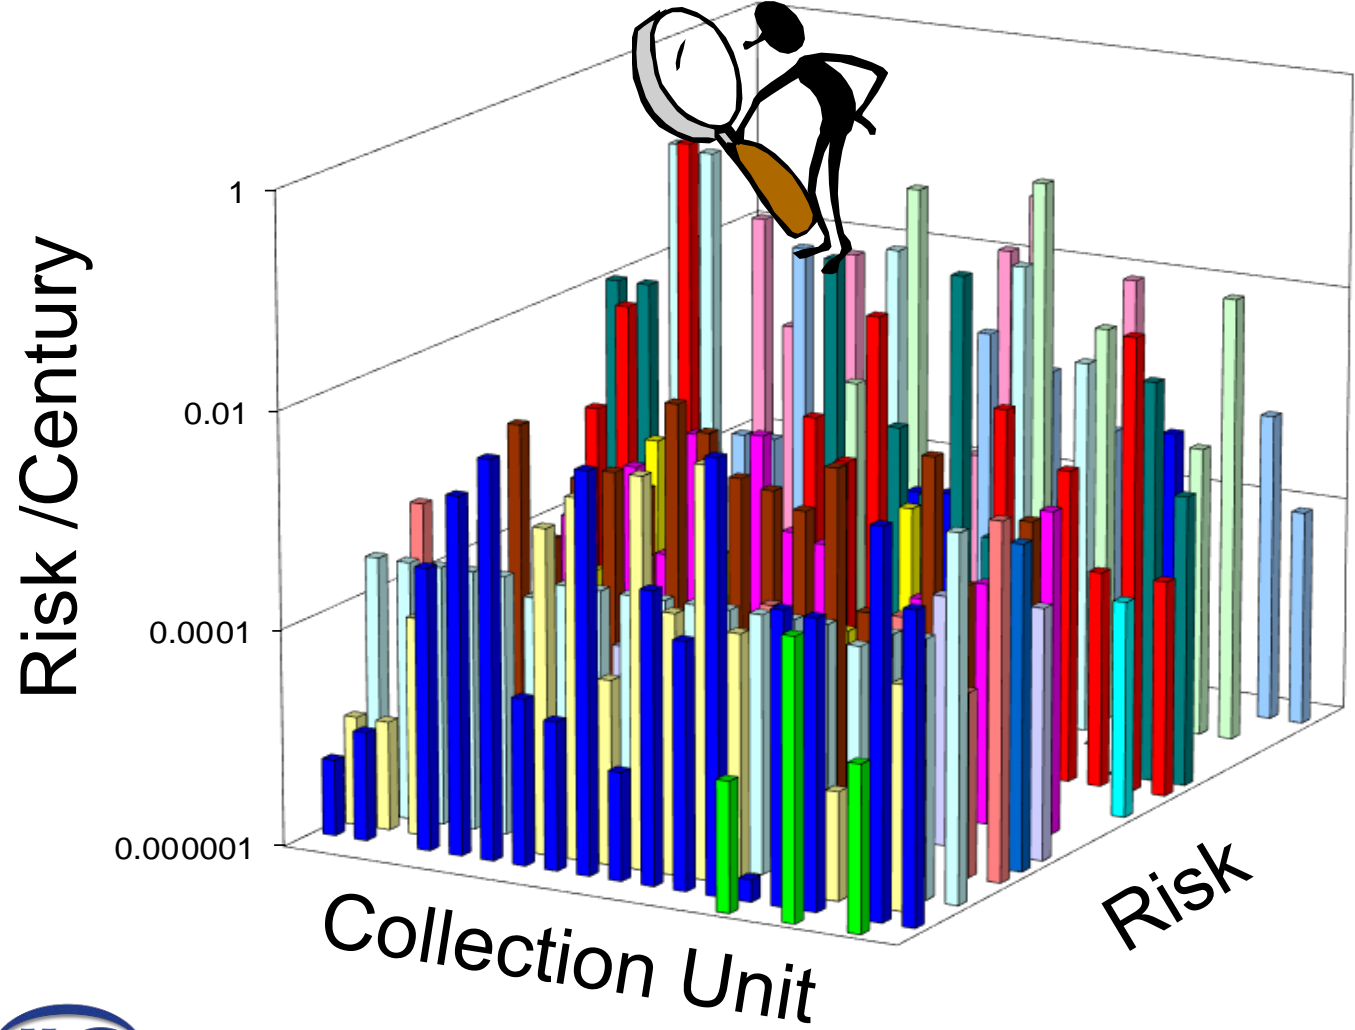 1
0.01
0.0001
0.000001
Risk /Century
Collection Unit
Risk